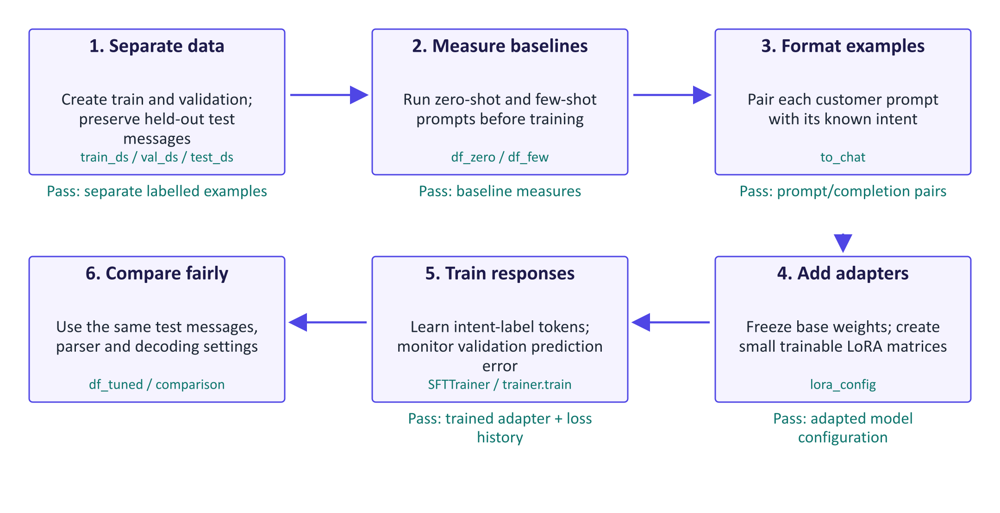 1. Separate data
Create train and validation;
preserve held-out test
messages
train_ds / val_ds / test_ds
Pass: separate labelled examples
2. Measure baselines
Run zero-shot and few-shot
prompts before training
df_zero / df_few
Pass: baseline measures
3. Format examples
Pair each customer prompt
with its known intent
to_chat
Pass: prompt/completion pairs
4. Add adapters
Freeze base weights; create
small trainable LoRA matrices
lora_config
Pass: adapted model
configuration
5. Train responses
Learn intent-label tokens;
monitor validation prediction
error
SFTTrainer / trainer.train
Pass: trained adapter + loss
history
6. Compare fairly
Use the same test messages,
parser and decoding settings
df_tuned / comparison